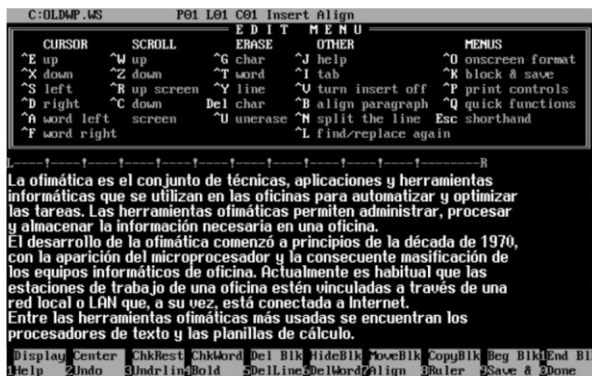 C:OLDWP.WS P01 L01 C01 Insert Align
E D I T M E N U
CURSOR SCROLL ERASE OTHER MENUS
^E up ^W up ^G char ^J help ^O onscreen format
^X down ^Z down ^T word ^I tab ^K block & save
^S left ^R up screen ^Y line ^V turn insert off ^P print controls
^D right ^C down Del char ^B align paragraph ^Q quick functions
^A word left screen ^U unerase ^N split the line Esc shorthand
^F word right ^L find/replace again
L----!----!----!----!----!----!----!----!----!----!--------R
La ofimática es el conjunto de técnicas, aplicaciones y herramientas
informáticas que se utilizan en las oficinas para automatizar y optimizar
las tareas. Las herramientas ofimáticas permiten administrar, procesar
y almacenar la información necesaria en una oficina.
El desarrollo de la ofimática comenzó a principios de la década de 1970,
con la aparición del microprocesador y la consecuente masificación de
los equipos informáticos de oficina. Actualmente es habitual que las
estaciones de trabajo de una oficina estén vinculadas a través de una
red local o LAN que, a su vez, está conectada a Internet.
Entre las herramientas ofimáticas más usadas se encuentran los
procesadores de texto y las planillas de cálculo.
Display Center ChkRest ChkWord Del Blk HideBlk MoveBlk CopyBlk Beg Blk End Bl
1Help 2Undo 3Undrlin 4Bold 5DelLine 6DelWord 7Align 8Ruler 9Save & 0Done